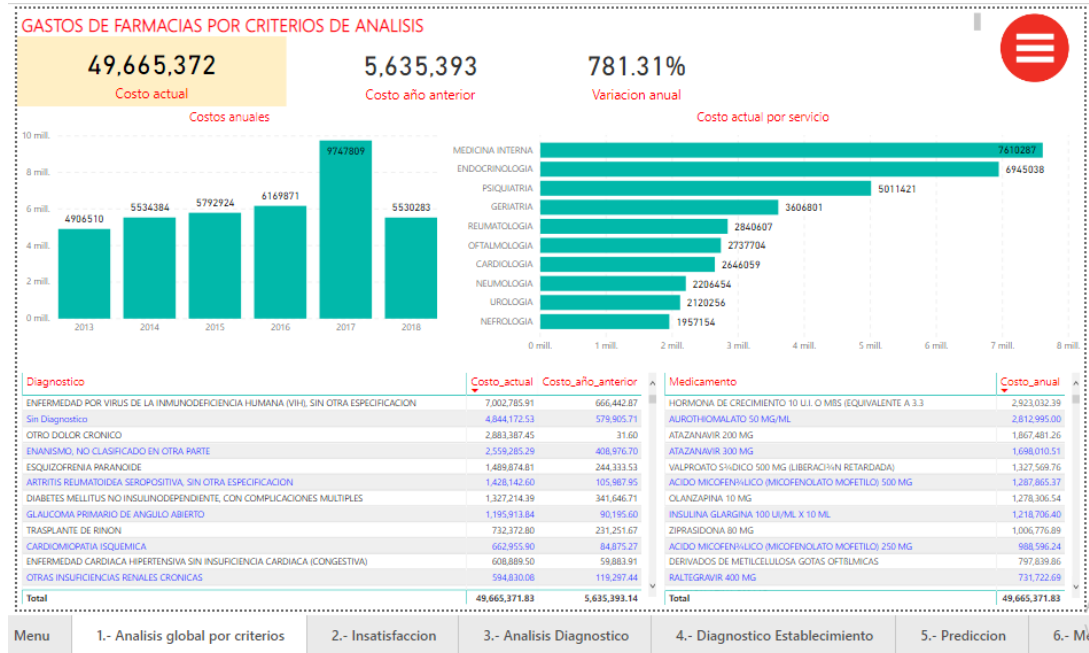 GASTOS DE FARMACIAS POR CRITERIOS DE ANALISIS
49,665,372
Costo actual
5,635,393
Costo año anterior
781.31%
Variacion anual
Costos anuales
10 mill.
8 mill.
6 mill.
4 mill.
2 mill.
0 mill.
4906510
5534384
5792924
6169871
9747809
5530283
2013 2014 2015 2016 2017 2018
Costo actual por servicio
MEDICINA INTERNA 7610287
ENDOCRINOLOGIA 6945038
PSIQUIATRIA 5011421
GERIATRIA 3606801
REUMATOLOGIA 2840607
OFTALMOLOGIA 2737704
CARDIOLOGIA 2646059
NEUMOLOGIA 2206454
UROLOGIA 2120256
NEFROLOGIA 1957154
0 mill. 1 mill. 2 mill. 3 mill. 4 mill. 5 mill. 6 mill. 7 mill. 8 mill.
Diagnostico Costo_actual Costo_año_anterior
ENFERMEDAD POR VIRUS DE LA INMUNODEFICIENCIA HUMANA (VIH), SIN OTRA ESPECIFICACION 7,002,785.91 666,442.87
Sin Diagnostico 4,844,172.53 579,905.71
OTRO DOLOR CRONICO 2,883,387.45 31.60
ENANISMO, NO CLASIFICADO EN OTRA PARTE 2,559,285.29 408,976.70
ESQUIZOFRENIA PARANOIDE 1,489,874.81 244,333.53
ARTRITIS REUMATOIDEA SEROPOSITIVA, SIN OTRA ESPECIFICACION 1,428,142.60 105,987.95
DIABETES MELLITUS NO INSULINODEPENDIENTE, CON COMPLICACIONES MULTIPLES 1,327,214.39 341,646.71
GLAUCOMA PRIMARIO DE ANGULO ABIERTO 1,195,913.84 90,195.60
TRASPLANTE DE RINON 732,372.80 231,251.67
CARDIOMIOPATIA ISQUEMICA 662,955.90 84,875.27
ENFERMEDAD CARDIACA HIPERTENSIVA SIN INSUFICIENCIA CARDIACA (CONGESTIVA) 608,889.50 59,883.91
OTRAS INSUFICIENCIAS RENALES CRONICAS 594,830.08 119,297.44
Total 49,665,371.83 5,635,393.14
Medicamento Costo_anual
HORMONA DE CRECIMIENTO 10 U.I. O MßS (EQUIVALENTE A 3.3 2,923,032.39
AUROTHIOMALATO 50 MG/ML 2,812,995.00
ATAZANAVIR 200 MG 1,867,481.26
ATAZANAVIR 300 MG 1,698,010.51
VALPROATO S¾DICO 500 MG (LIBERACI¾N RETARDADA) 1,327,569.76
ACIDO MICOFEN¾LICO (MICOFENOLATO MOFETILO) 500 MG 1,287,865.37
OLANZAPINA 10 MG 1,278,306.54
INSULINA GLARGINA 100 UI/ML X 10 ML 1,218,706.40
ZIPRASIDONA 80 MG 1,006,776.89
ACIDO MICOFEN¾LICO (MICOFENOLATO MOFETILO) 250 MG 988,596.24
DERIVADOS DE METILCELULOSA GOTAS OFTßLMICAS 797,839.86
RALTEGRAVIR 400 MG 731,722.69
Total 49,665,371.83
Menu 1.- Analisis global por criterios 2.- Insatisfaccion 3.- Analisis Diagnostico 4.- Diagnostico Establecimiento 5.- Prediccion 6.- M